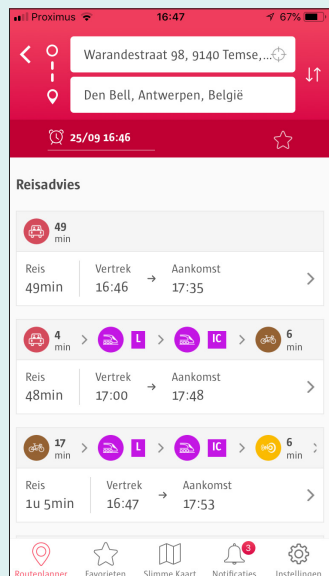 Proximus 16:47 67%
Warandestraat 98, 9140 Temse,...
Den Bell, Antwerpen, België
25/09 16:46
Reisadvies
49
min
Reis Vertrek → Aankomst
49min 16:46 17:35
4 min > L > IC > 6 min
Reis Vertrek → Aankomst
48min 17:00 17:48
17 min > L > IC > 6 min
Reis Vertrek → Aankomst
1u 5min 16:47 17:53
3
Routeplanner Favorieten Slimme Kaart Notificaties Instellingen